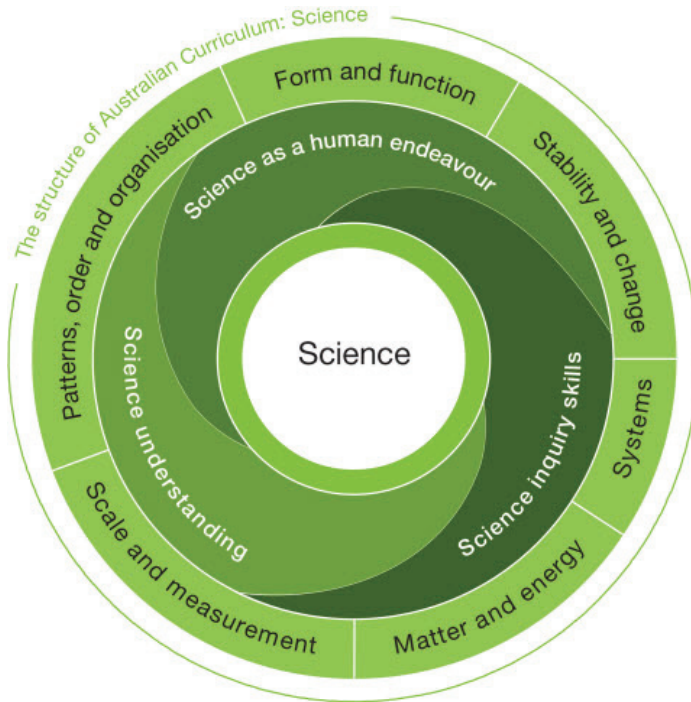 The structure of Australian Curriculum: Science
Patterns, order and organisation
Form and function
Stability and change
Systems
Matter and energy
Scale and measurement
Science as a human endeavour
Science inquiry skills
Science understanding
Science